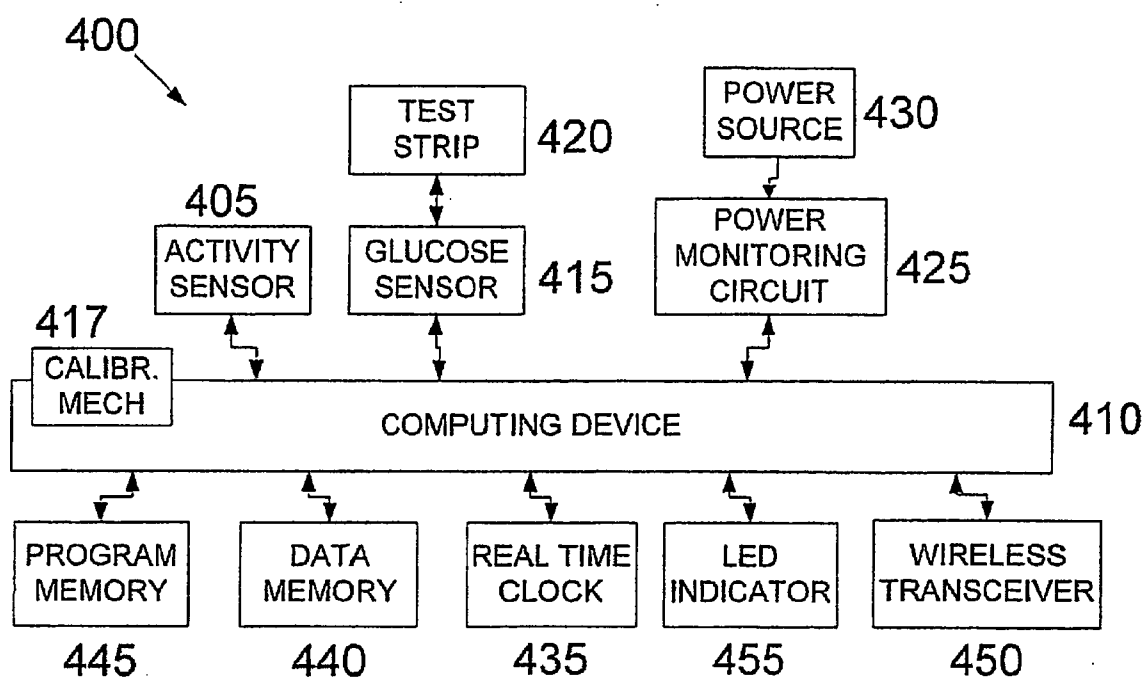 400
TEST
STRIP
420
POWER
SOURCE
430
405
ACTIVITY
SENSOR
GLUCOSE
SENSOR
415
POWER
MONITORING
CIRCUIT
425
417
CALIBR.
MECH
COMPUTING DEVICE
410
PROGRAM
MEMORY
DATA
MEMORY
REAL TIME
CLOCK
LED
INDICATOR
WIRELESS
TRANSCEIVER
445
440
435
455
450